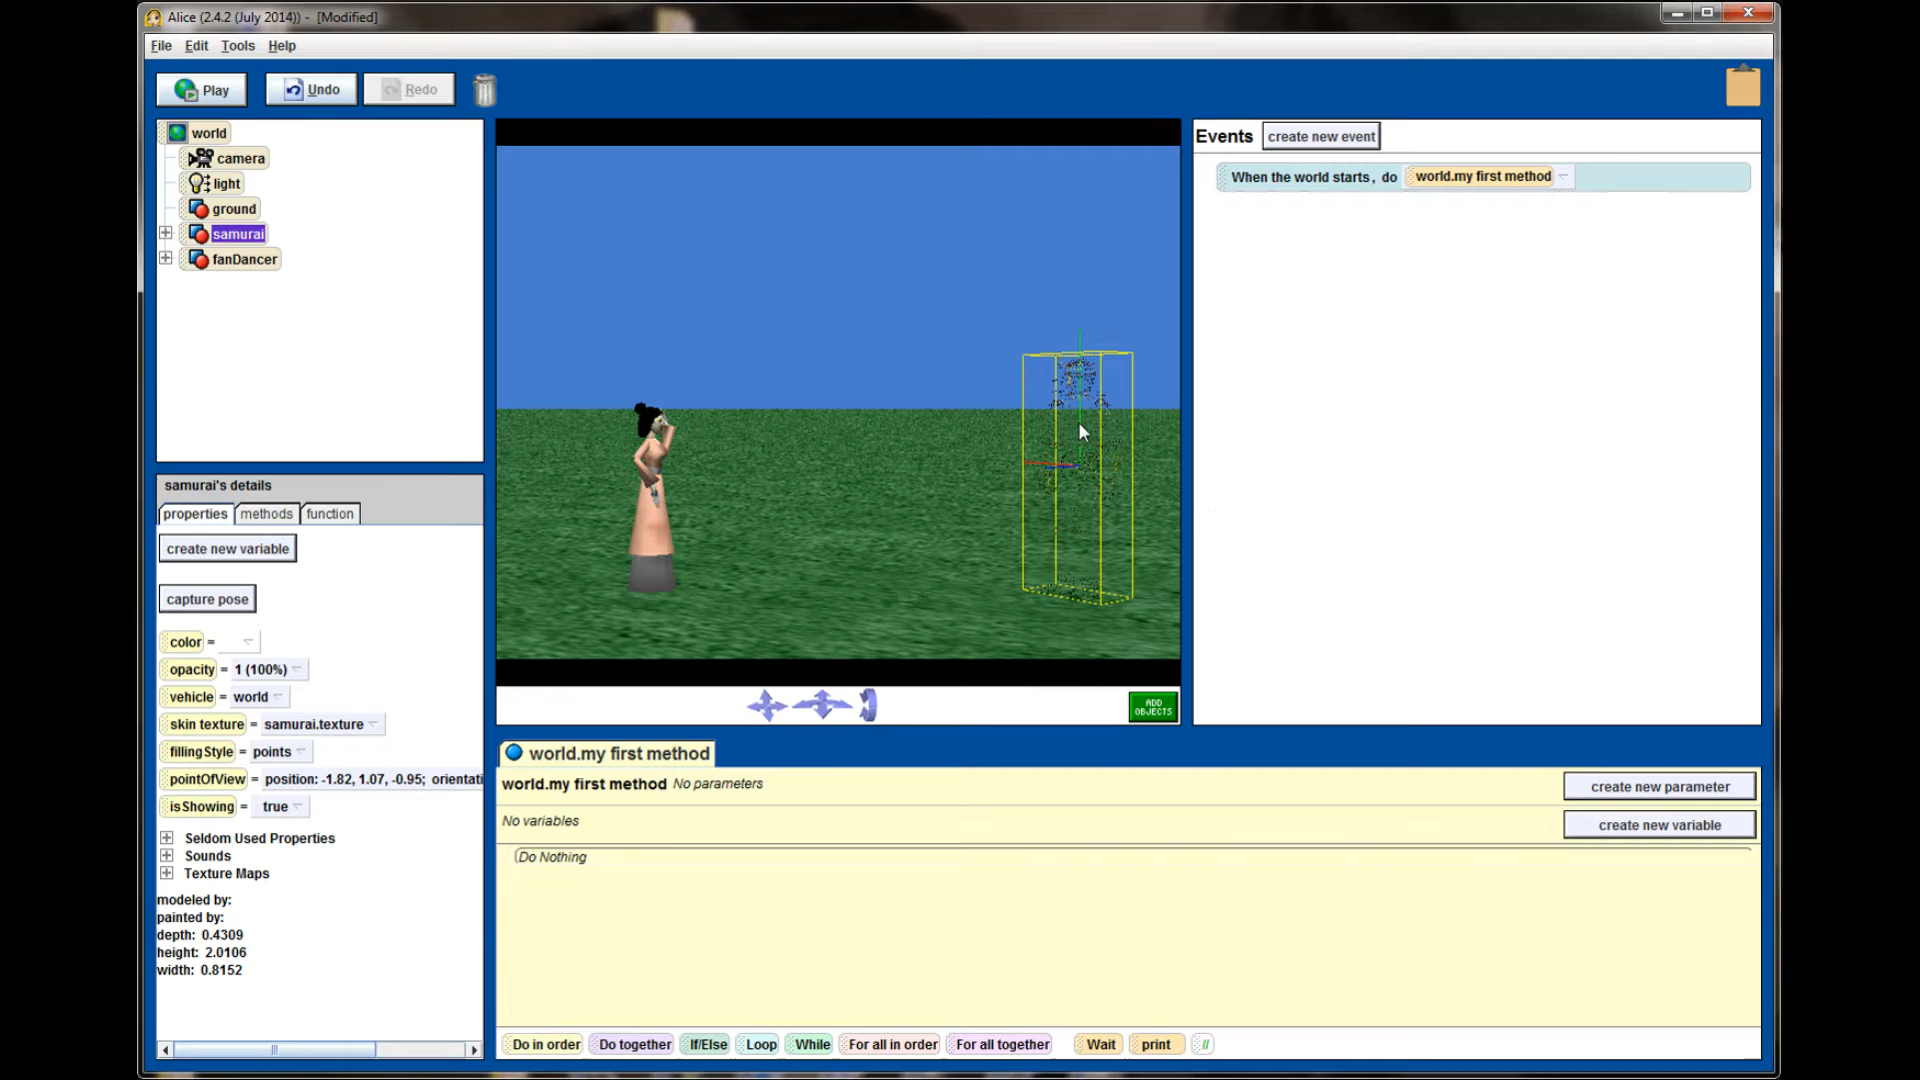 Alice (2.4.2 (July 2014)) - [Modified]
File Edit Tools Help
Play Undo Redo
world
camera
light
ground
samurai
fanDancer
Events create new event
When the world starts, do world.my first method
samurai's details
properties methods function
create new variable
capture pose
color =
opacity = 1 (100%)
vehicle = world
skin texture = samurai.texture
fillingStyle = points
pointOfView = position: -1.82, 1.07, -0.95; orientati
isShowing = true
Seldom Used Properties
Sounds
Texture Maps
modeled by:
painted by:
depth: 0.4309
height: 2.0106
width: 0.8152
ADD
OBJECTS
world.my first method
world.my first method No parameters
create new parameter
No variables
create new variable
Do Nothing
Do in order Do together If/Else Loop While For all in order For all together Wait print //